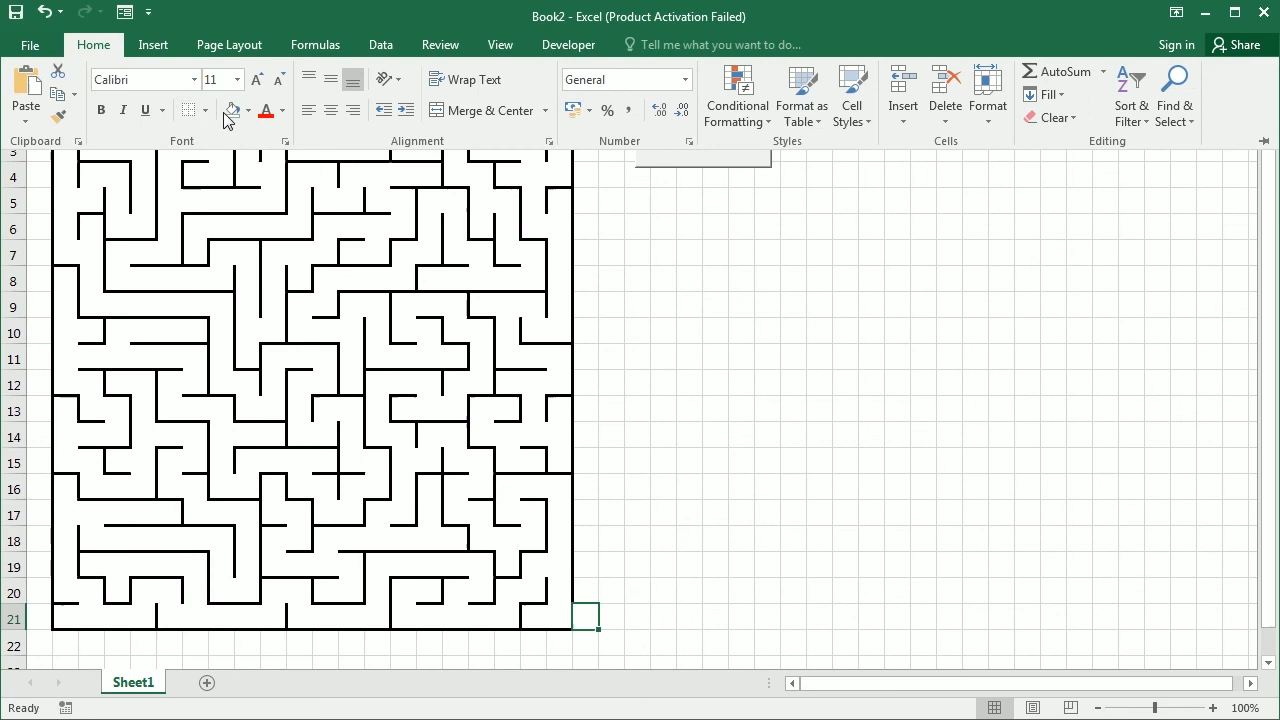 Book2 - Excel (Product Activation Failed)
File Home Insert Page Layout Formulas Data Review View Developer Tell me what you want to do... Sign in Share
Paste
Calibri 11
Wrap Text
General
Conditional Formatting
Format as Table
Cell Styles
Insert Delete Format
AutoSum
Fill
Clear
Sort & Filter
Find & Select
B I U A
Merge & Center
% , .0 .00
Clipboard Font Alignment Number Styles Cells Editing
3
4
5
6
7
8
9
10
11
12
13
14
15
16
17
18
19
20
21
22
Sheet1
Ready 100%